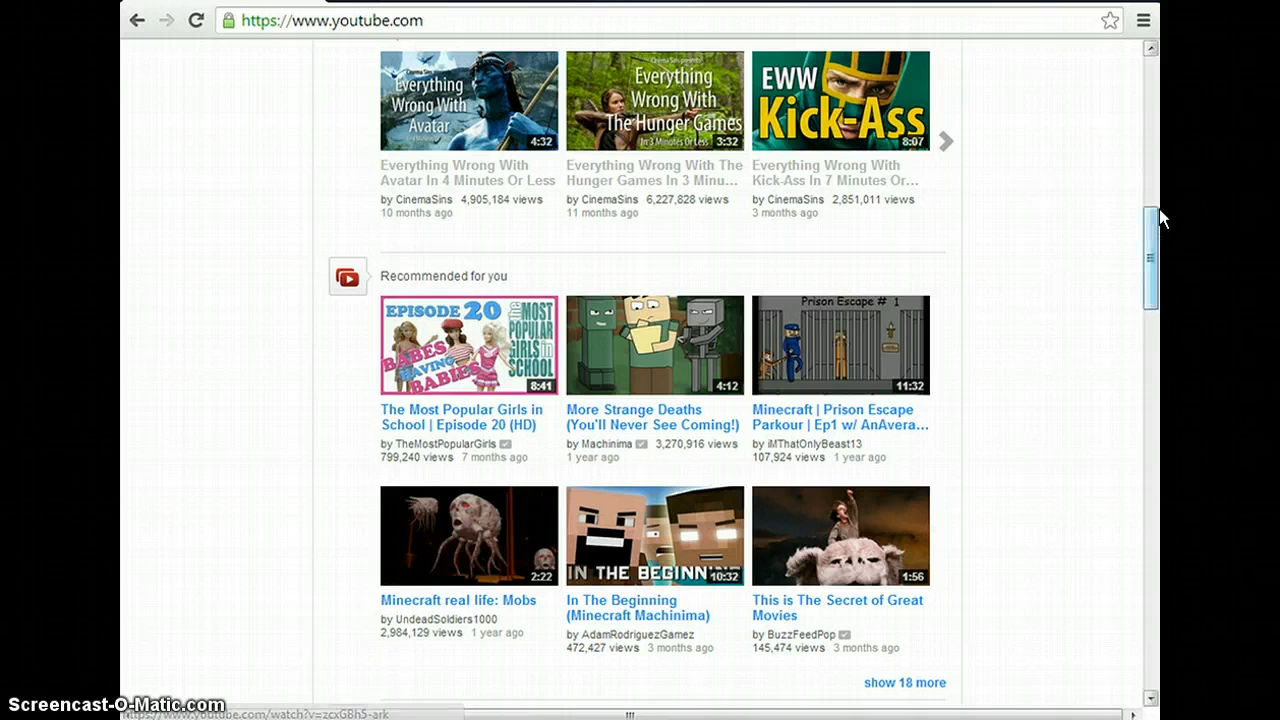 https://www.youtube.com
Everything
Wrong With
Avatar
4:32
CinemaSins presents
Everything
Wrong With
The Hunger Games
In 3 Minutes Or Less
3:32
EWW
Kick-Ass
8:07
Everything Wrong With
Avatar In 4 Minutes Or Less
by CinemaSins 4,905,184 views
10 months ago
Everything Wrong With The
Hunger Games In 3 Minu...
by CinemaSins 6,227,828 views
11 months ago
Everything Wrong With
Kick-Ass In 7 Minutes Or...
by CinemaSins 2,851,011 views
3 months ago
Recommended for you
EPISODE 20
the MOST
POPULAR
GIRLS in
SCHOOL
BABES
HAVING
BABIES
8:41
4:12
Prison Escape # 1
11:32
The Most Popular Girls in
School | Episode 20 (HD)
by TheMostPopularGirls
799,240 views 7 months ago
More Strange Deaths
(You'll Never See Coming!)
by Machinima 3,270,916 views
1 year ago
Minecraft | Prison Escape
Parkour | Ep1 w/ AnAvera...
by iMThatOnlyBeast13
107,924 views 1 year ago
2:22
IN THE BEGINNIN
10:32
1:56
Minecraft real life: Mobs
by UndeadSoldiers1000
2,984,129 views 1 year ago
In The Beginning
(Minecraft Machinima)
by AdamRodriguezGamez
472,427 views 3 months ago
This is The Secret of Great
Movies
by BuzzFeedPop
145,474 views 3 months ago
show 18 more
Screencast-O-Matic.com
https://www.youtube.com/watch?v=zcxGBh5-ark